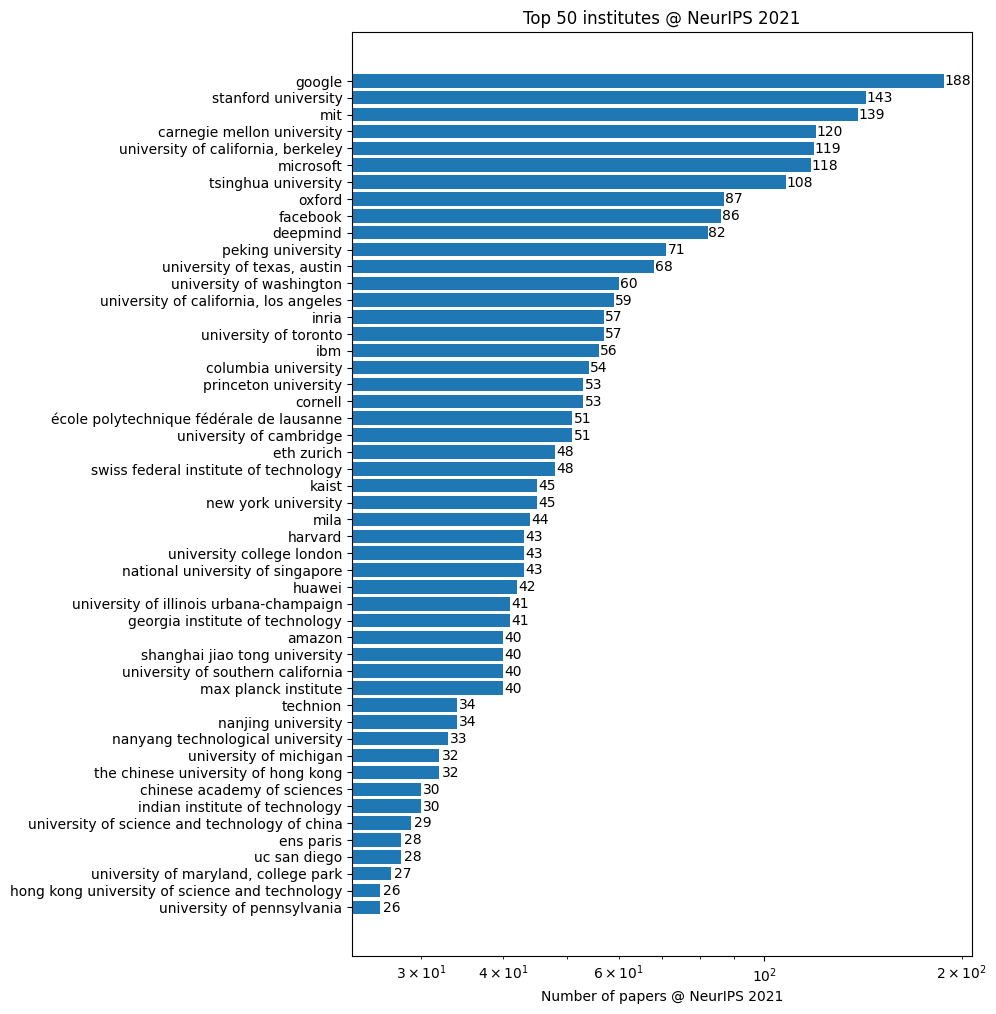 Top 50 institutes @ NeurIPS 2021
google 188
stanford university 143
mit 139
carnegie mellon university 120
university of california, berkeley 119
microsoft 118
tsinghua university 108
oxford 87
facebook 86
deepmind 82
peking university 71
university of texas, austin 68
university of washington 60
university of california, los angeles 59
inria 57
university of toronto 57
ibm 56
columbia university 54
princeton university 53
cornell 53
école polytechnique fédérale de lausanne 51
university of cambridge 51
eth zurich 48
swiss federal institute of technology 48
kaist 45
new york university 45
mila 44
harvard 43
university college london 43
national university of singapore 43
huawei 42
university of illinois urbana-champaign 41
georgia institute of technology 41
amazon 40
shanghai jiao tong university 40
university of southern california 40
max planck institute 40
technion 34
nanjing university 34
nanyang technological university 33
university of michigan 32
the chinese university of hong kong 32
chinese academy of sciences 30
indian institute of technology 30
university of science and technology of china 29
ens paris 28
uc san diego 28
university of maryland, college park 27
hong kong university of science and technology 26
university of pennsylvania 26
3 × 10¹ 4 × 10¹ 6 × 10¹ 10² 2 × 10²
Number of papers @ NeurIPS 2021